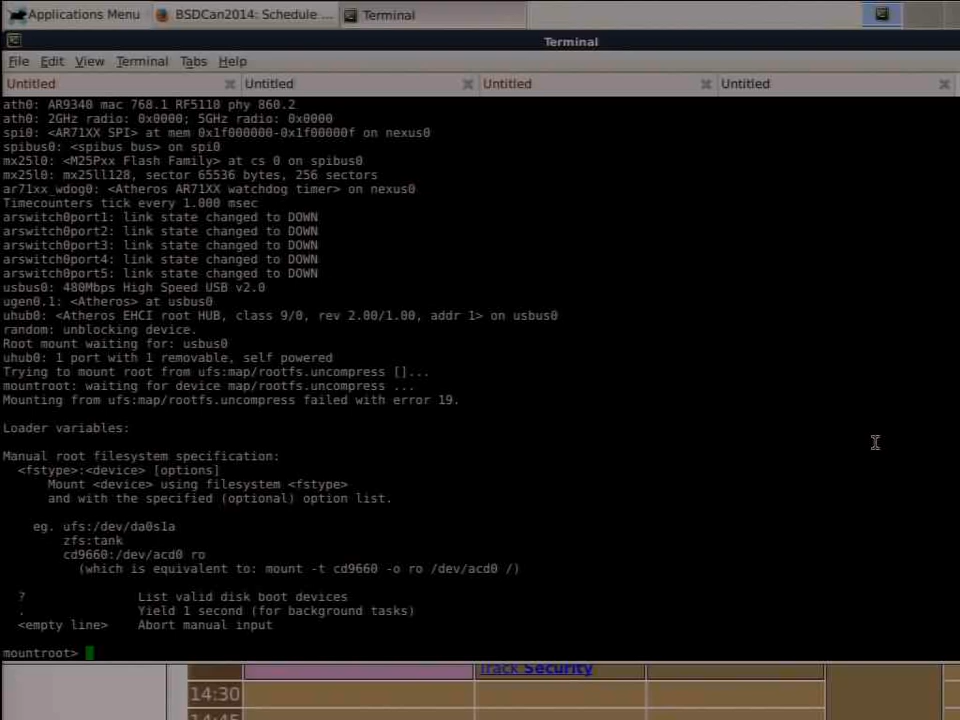 Applications Menu
BSDCan2014: Schedule ...
Terminal
Terminal
File Edit View Terminal Tabs Help
Untitled
Untitled
Untitled
Untitled
ath0: AR9340 mac 768.1 RF5110 phy 860.2
ath0: 2GHz radio: 0x0000; 5GHz radio: 0x0000
spi0: <AR71XX SPI> at mem 0x1f000000-0x1f00000f on nexus0
spibus0: <spibus bus> on spi0
mx25l0: <M25Pxx Flash Family> at cs 0 on spibus0
mx25l0: mx25ll128, sector 65536 bytes, 256 sectors
ar71xx_wdog0: <Atheros AR71XX watchdog timer> on nexus0
Timecounters tick every 1.000 msec
arswitch0port1: link state changed to DOWN
arswitch0port2: link state changed to DOWN
arswitch0port3: link state changed to DOWN
arswitch0port4: link state changed to DOWN
arswitch0port5: link state changed to DOWN
usbus0: 480Mbps High Speed USB v2.0
ugen0.1: <Atheros> at usbus0
uhub0: <Atheros EHCI root HUB, class 9/0, rev 2.00/1.00, addr 1> on usbus0
random: unblocking device.
Root mount waiting for: usbus0
uhub0: 1 port with 1 removable, self powered
Trying to mount root from ufs:map/rootfs.uncompress []...
mountroot: waiting for device map/rootfs.uncompress ...
Mounting from ufs:map/rootfs.uncompress failed with error 19.
Loader variables:
Manual root filesystem specification:
<fstype>:<device> [options]
Mount <device> using filesystem <fstype>
and with the specified (optional) option list.
eg. ufs:/dev/da0s1a
zfs:tank
cd9660:/dev/acd0 ro
(which is equivalent to: mount -t cd9660 -o ro /dev/acd0 /)
? List valid disk boot devices
. Yield 1 second (for background tasks)
<empty line> Abort manual input
mountroot>
Track Security
14:30
14:45